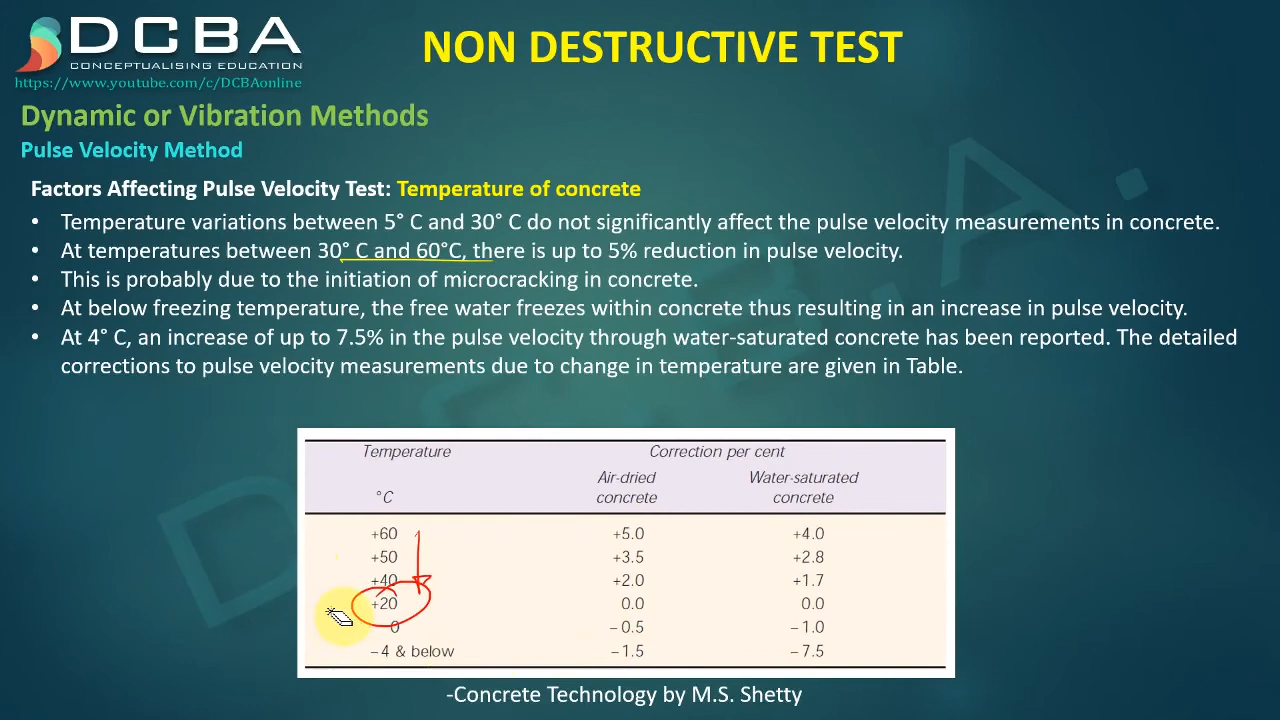 DCBA
CONCEPTUALISING EDUCATION
https://www.youtube.com/c/DCBAonline
NON DESTRUCTIVE TEST
Dynamic or Vibration Methods
Pulse Velocity Method
Factors Affecting Pulse Velocity Test: Temperature of concrete
• Temperature variations between 5° C and 30° C do not significantly affect the pulse velocity measurements in concrete.
• At temperatures between 30° C and 60°C, there is up to 5% reduction in pulse velocity.
• This is probably due to the initiation of microcracking in concrete.
• At below freezing temperature, the free water freezes within concrete thus resulting in an increase in pulse velocity.
• At 4° C, an increase of up to 7.5% in the pulse velocity through water-saturated concrete has been reported. The detailed
corrections to pulse velocity measurements due to change in temperature are given in Table.
Temperature Correction per cent
Air-dried Water-saturated
°C concrete concrete
+60 +5.0 +4.0
+50 +3.5 +2.8
+40 +2.0 +1.7
+20 0.0 0.0
0 – 0.5 – 1.0
– 4 & below – 1.5 – 7.5
-Concrete Technology by M.S. Shetty
D.C.B.A.